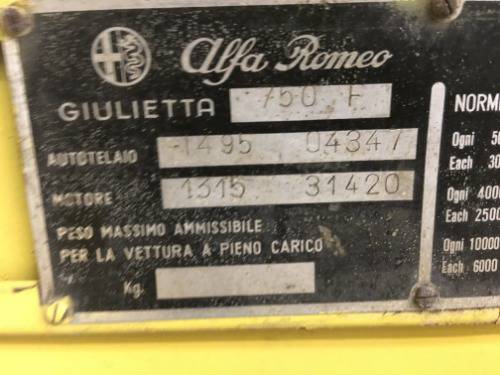 Alfa Romeo
GIULIETTA 750 F
AUTOTELAIO 1495 04347
MOTORE 1315 31420
PESO MASSIMO AMMISSIBILE
PER LA VETTURA A PIENO CARICO
Kg.
NORM
Ogni 50
Each 30
Ogni 4000
Each 2500
Ogni 10000
Each 6000